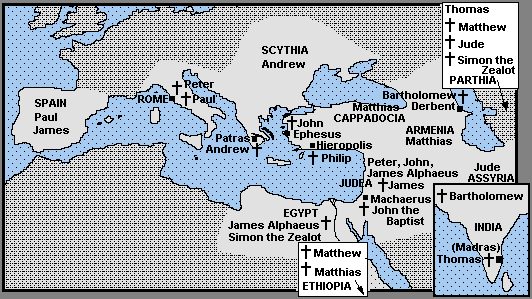 Thomas
Matthew
Jude
Simon the
Zealot
PARTHIA
SCYTHIA
Andrew
SPAIN
Paul
James
Peter
ROME
Paul
Bartholomew
Derbent
Matthias
CAPPADOCIA
John
Ephesus
Patras
Andrew
Hieropolis
Philip
ARMENIA
Matthias
Peter, John,
James Alphaeus
JUDEA
James
Jude
ASSYRIA
Machaerus
John the
Baptist
EGYPT
James Alphaeus
Simon the Zealot
Matthew
Matthias
ETHIOPIA
Bartholomew
INDIA
(Madras)
Thomas